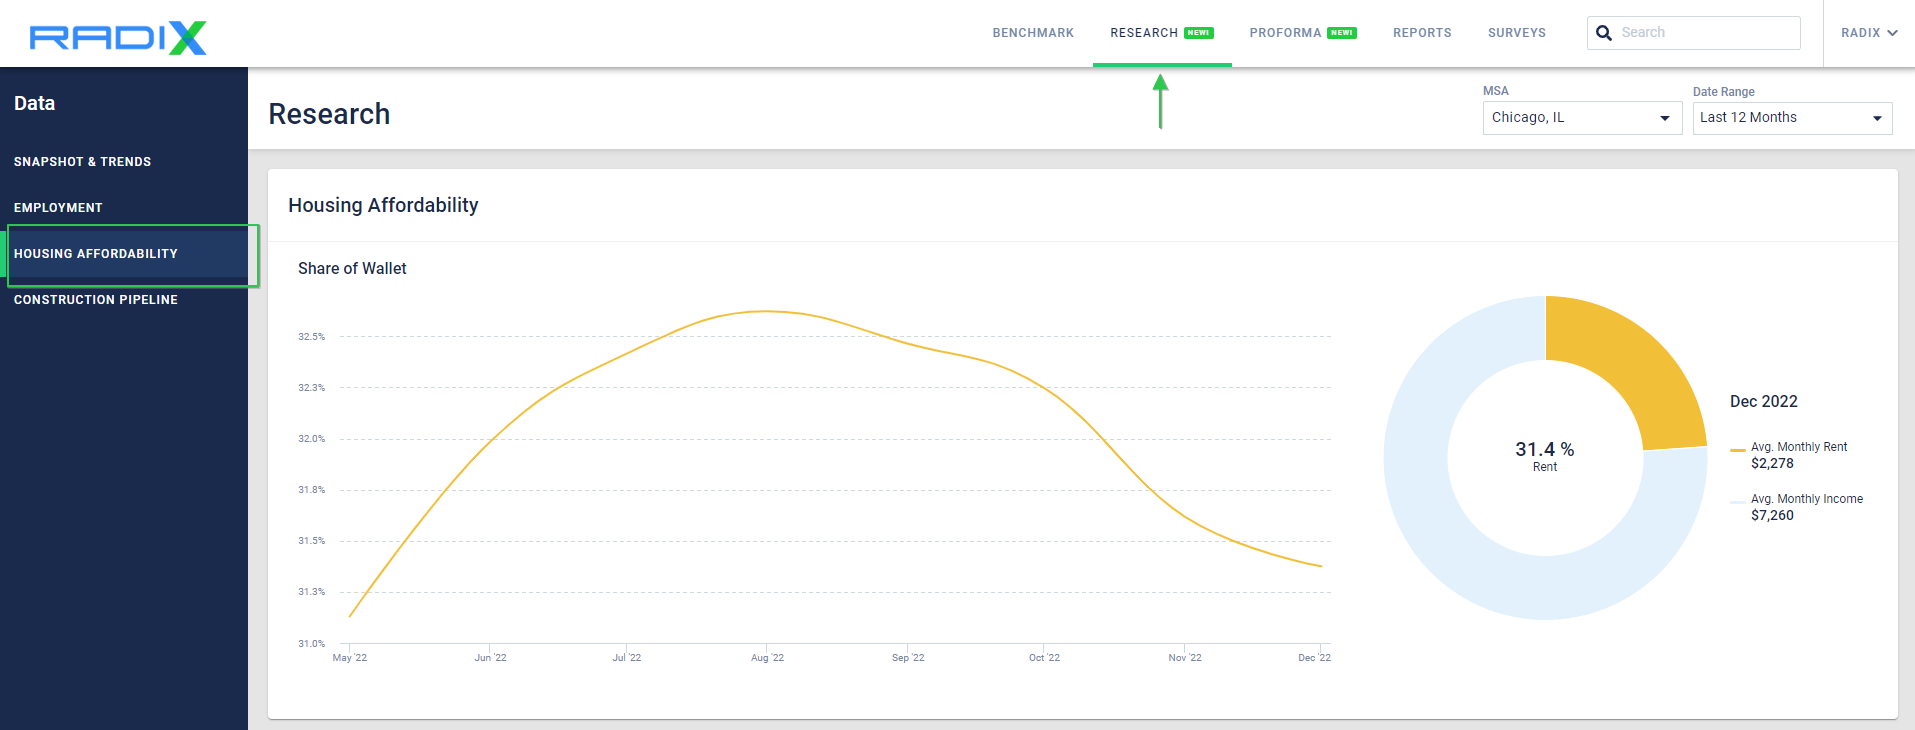 RADIX
BENCHMARK
RESEARCH NEW!
PROFORMA NEW!
REPORTS
SURVEYS
Search
RADIX
Data
SNAPSHOT & TRENDS
EMPLOYMENT
HOUSING AFFORDABILITY
CONSTRUCTION PIPELINE
Research
MSA
Chicago, IL
Date Range
Last 12 Months
Housing Affordability
Share of Wallet
32.5%
32.3%
32.0%
31.8%
31.5%
31.3%
31.0%
May '22
Jun '22
Jul '22
Aug '22
Sep '22
Oct '22
Nov '22
Dec '22
31.4 %
Rent
Dec 2022
Avg. Monthly Rent
$2,278
Avg. Monthly Income
$7,260